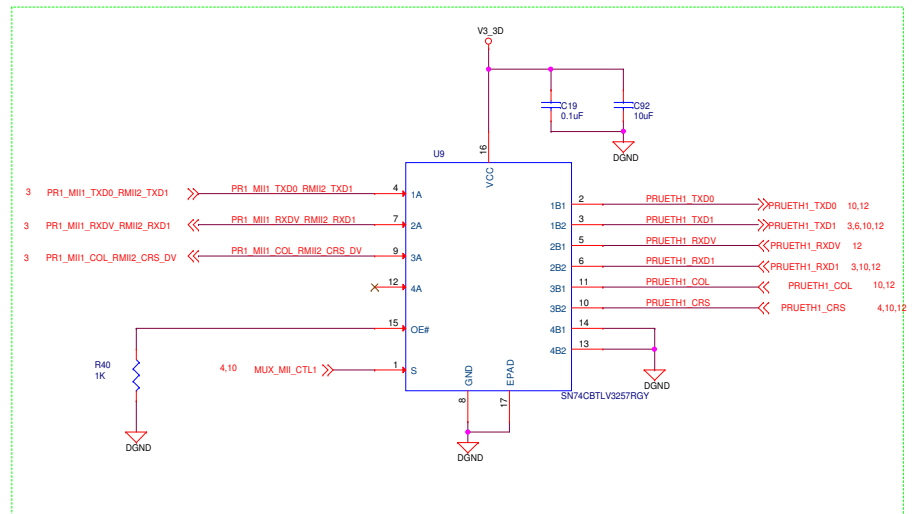 V3_3D
C19
0.1uF
C92
10uF
DGND
U9
16
VCC
3 PR1_MII1_TXD0_RMII2_TXD1 PR1_MII1_TXD0_RMII2_TXD1 4 1A
1B1 2 PRUETH1_TXD0 PRUETH1_TXD0 10,12
1B2 3 PRUETH1_TXD1 PRUETH1_TXD1 3,6,10,12
3 PR1_MII1_RXDV_RMII2_RXD1 PR1_MII1_RXDV_RMII2_RXD1 7 2A
2B1 5 PRUETH1_RXDV PRUETH1_RXDV 12
3 PR1_MII1_COL_RMII2_CRS_DV PR1_MII1_COL_RMII2_CRS_DV 9 3A
2B2 6 PRUETH1_RXD1 PRUETH1_RXD1 3,10,12
12 4A
3B1 11 PRUETH1_COL PRUETH1_COL 10,12
3B2 10 PRUETH1_CRS PRUETH1_CRS 4,10,12
15 OE#
4B1 14
4B2 13
R40
1K
4,10 MUX_MII_CTL1 1 S
GND
EPAD
8
17
DGND
SN74CBTLV3257RGY
DGND
DGND